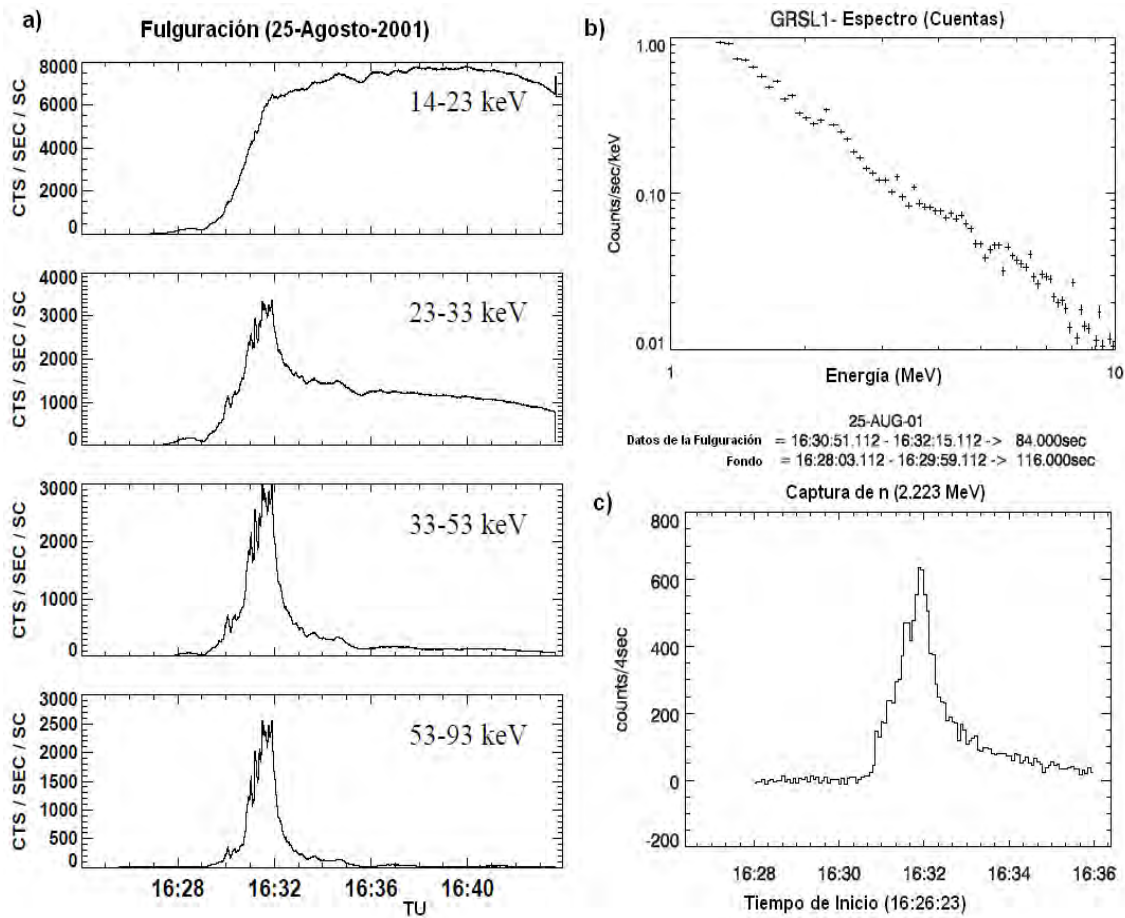 a)
Fulguración (25-Agosto-2001)
8000
6000
4000
2000
0
CTS / SEC / SC
14-23 keV
4000
3000
2000
1000
0
CTS / SEC / SC
23-33 keV
3000
2000
1000
0
CTS / SEC / SC
33-53 keV
3000
2500
2000
1500
1000
500
0
CTS / SEC / SC
53-93 keV
16:28 16:32 16:36 16:40
TU
b)
GRSL1- Espectro (Cuentas)
1.00
0.10
0.01
Counts/sec/keV
1 10
Energía (MeV)
25-AUG-01
Datos de la Fulguración = 16:30:51.112 - 16:32:15.112 -> 84.000sec
Fondo = 16:28:03.112 - 16:29:59.112 -> 116.000sec
c)
Captura de n (2.223 MeV)
800
600
400
200
0
-200
counts/4sec
16:28 16:30 16:32 16:34 16:36
Tiempo de Inicio (16:26:23)